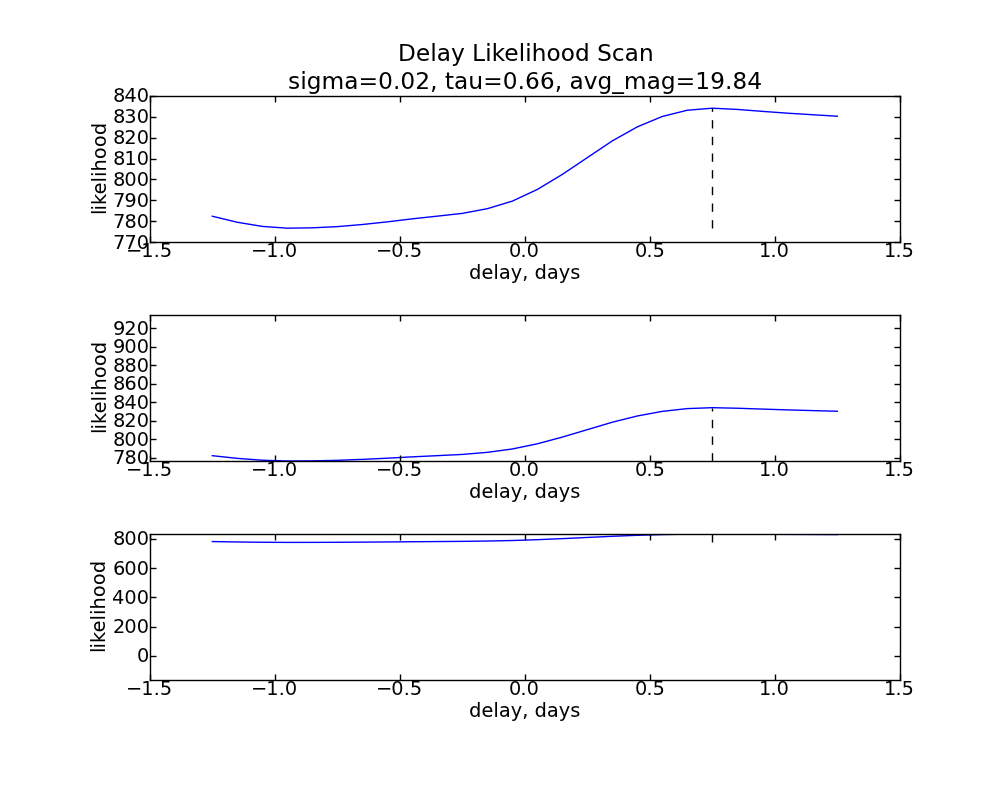 Delay Likelihood Scan
sigma=0.02, tau=0.66, avg_mag=19.84
840
830
820
810
800
790
780
770
likelihood
−1.5 −1.0 −0.5 0.0 0.5 1.0 1.5
delay, days
920
900
880
860
840
820
800
780
likelihood
−1.5 −1.0 −0.5 0.0 0.5 1.0 1.5
delay, days
800
600
400
200
0
likelihood
−1.5 −1.0 −0.5 0.0 0.5 1.0 1.5
delay, days